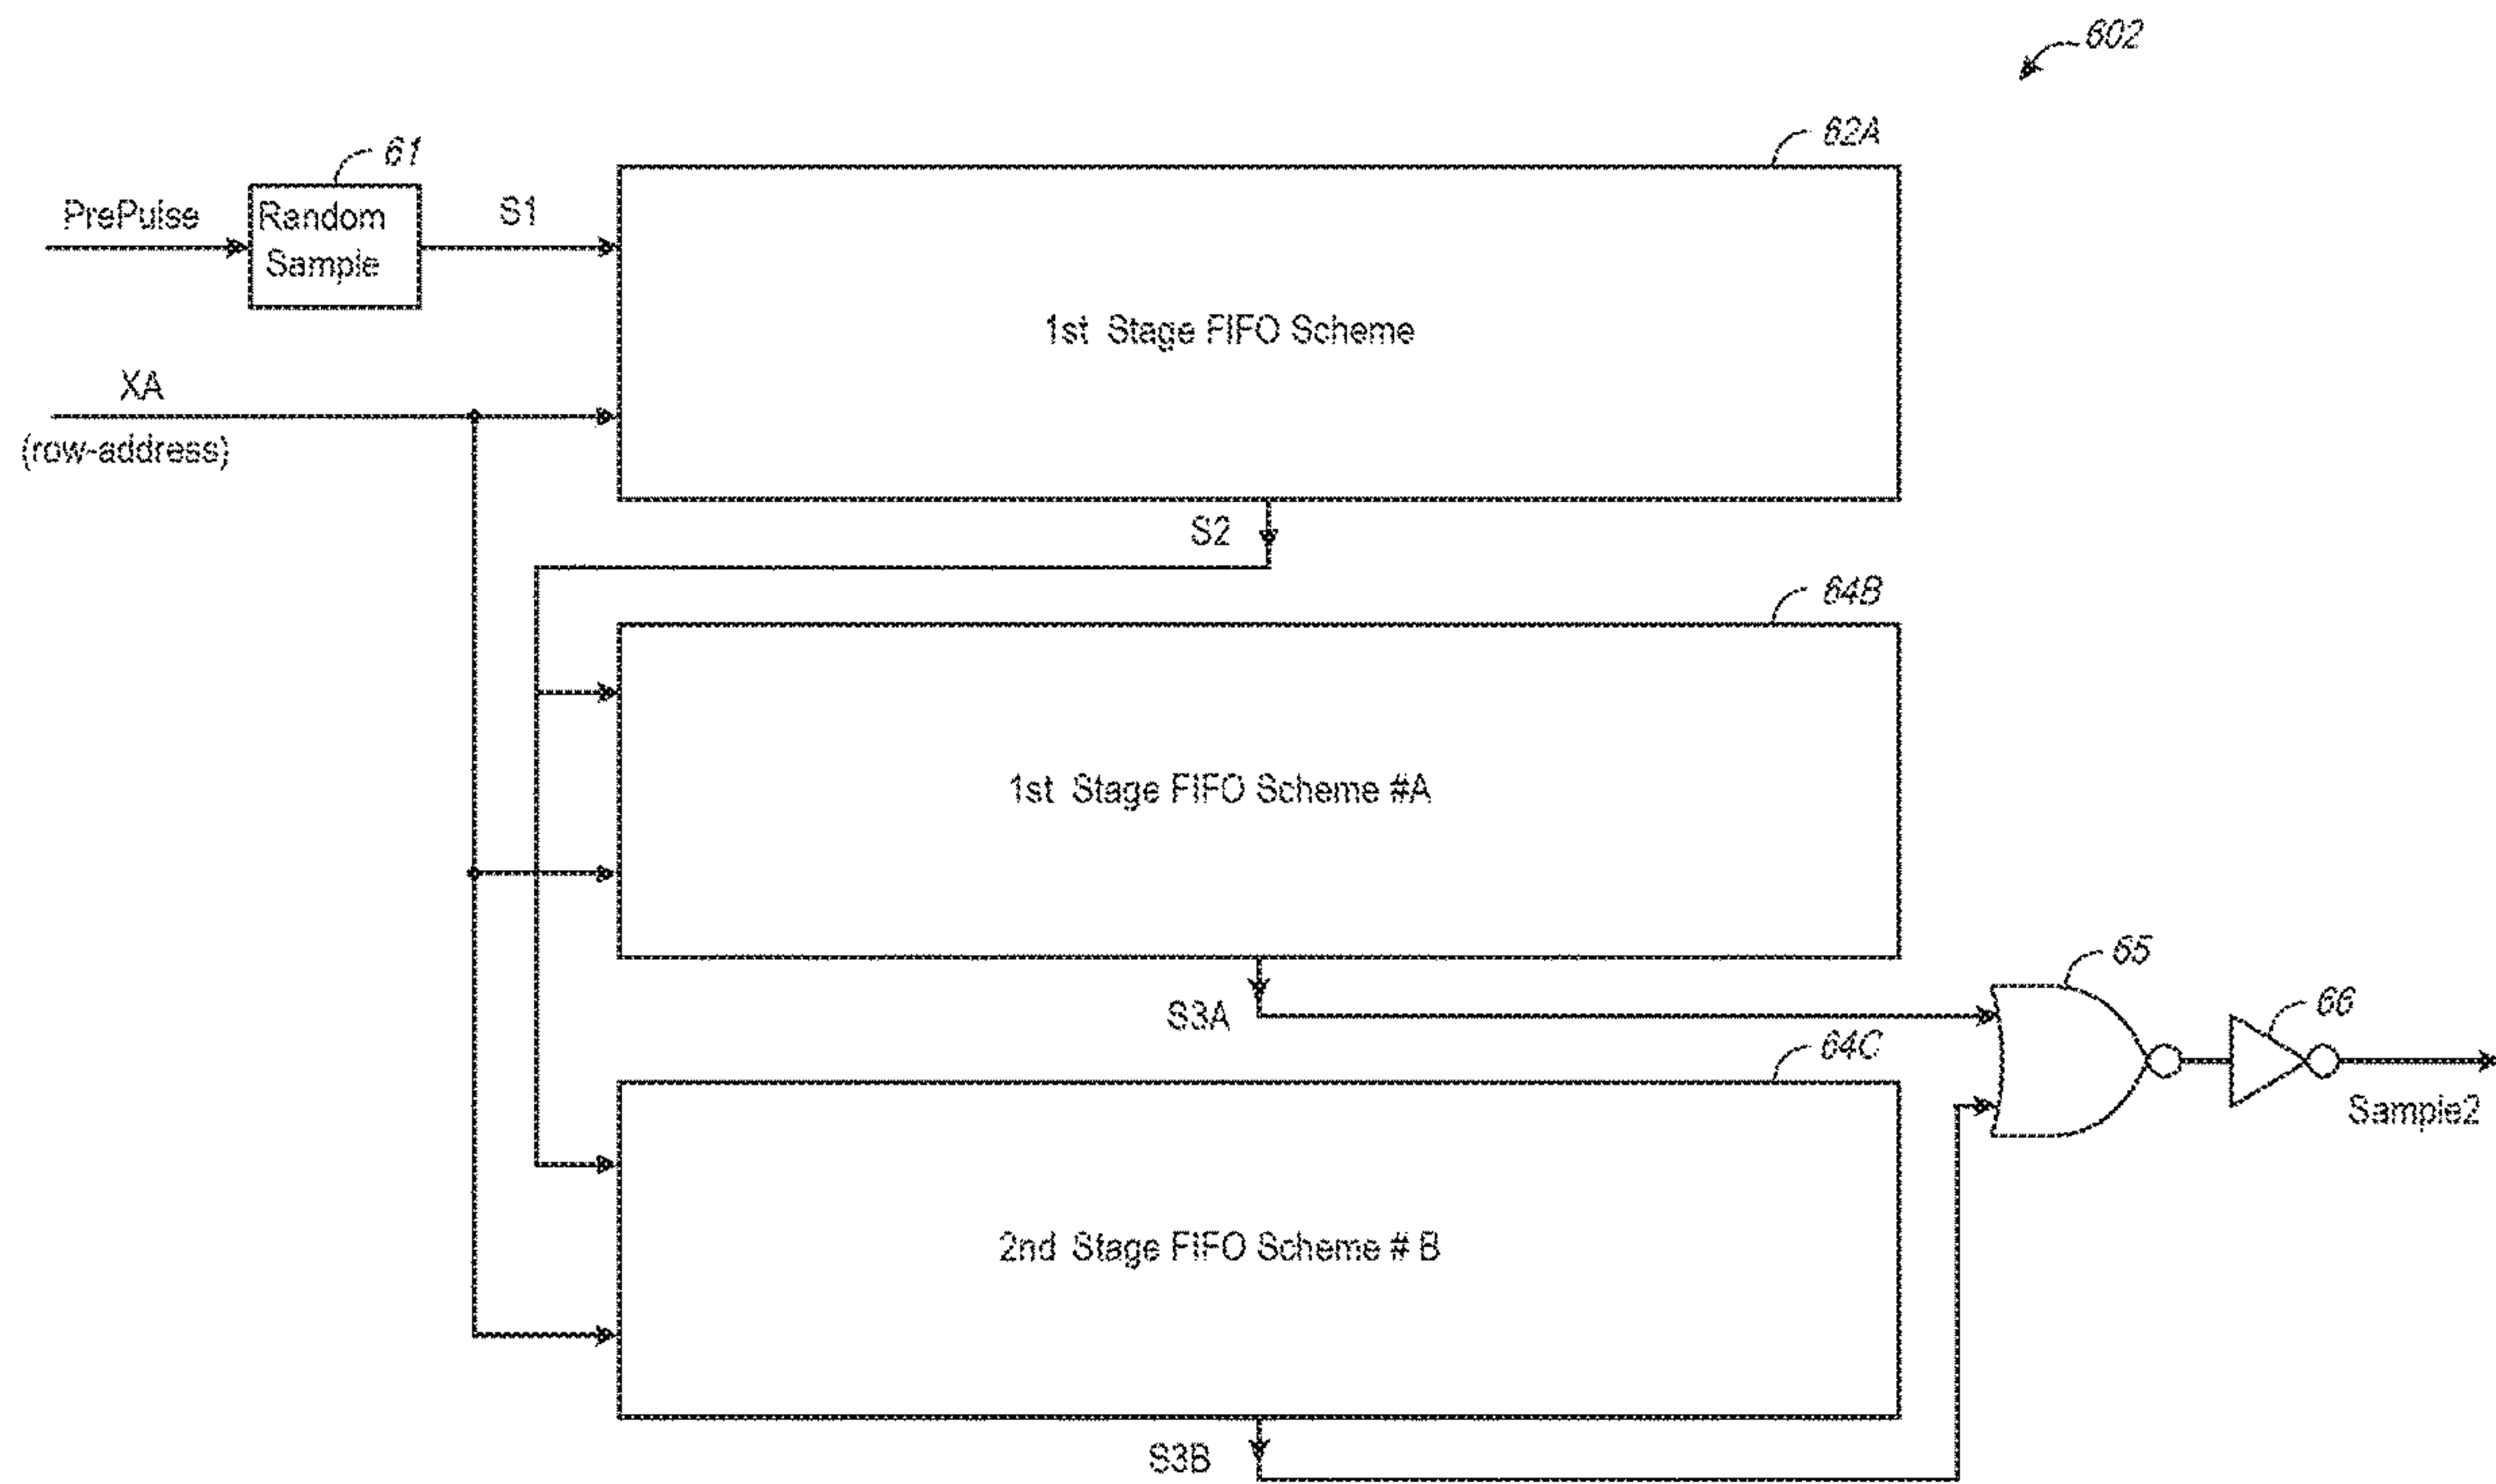 602
62A
61
PrePulse
Random
Sample
S1
1st Stage FIFO Scheme
XA
(row-address)
S2
64B
1st Stage FIFO Scheme #A
65
66
S3A
64C
Sample2
2nd Stage FIFO Scheme # B
S3B